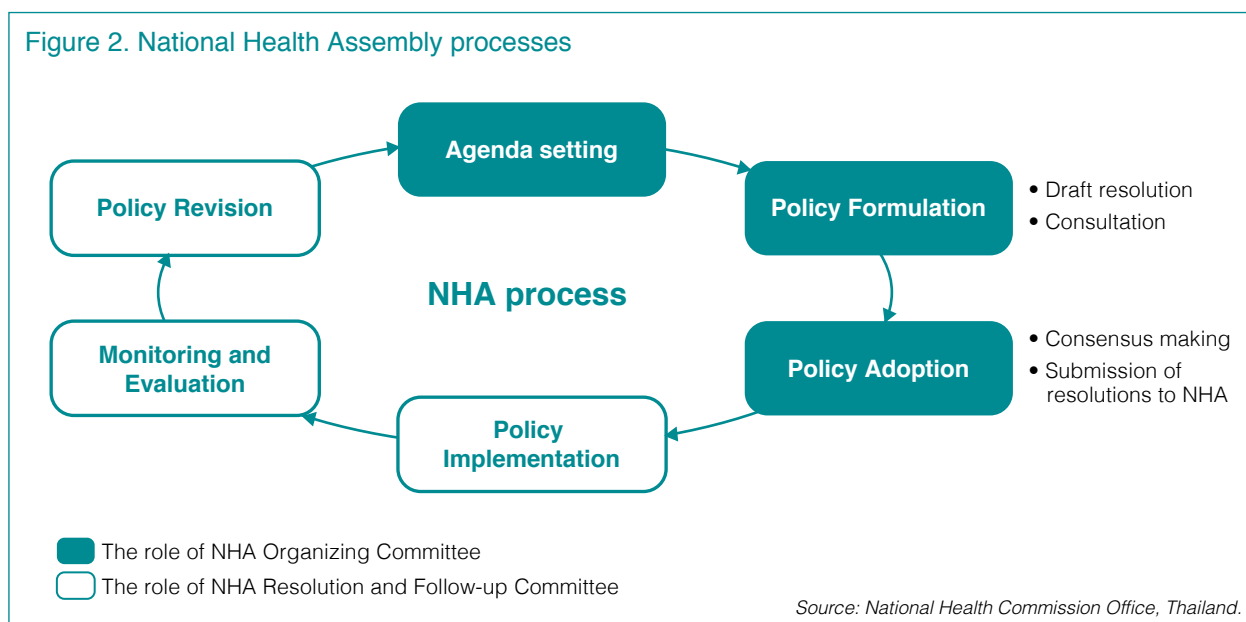 Figure 2. National Health Assembly processes
Agenda setting
Policy Formulation
• Draft resolution
• Consultation
Policy Adoption
• Consensus making
• Submission of
resolutions to NHA
Policy
Implementation
Monitoring and
Evaluation
Policy Revision
NHA process
The role of NHA Organizing Committee
The role of NHA Resolution and Follow-up Committee
Source: National Health Commission Office, Thailand.